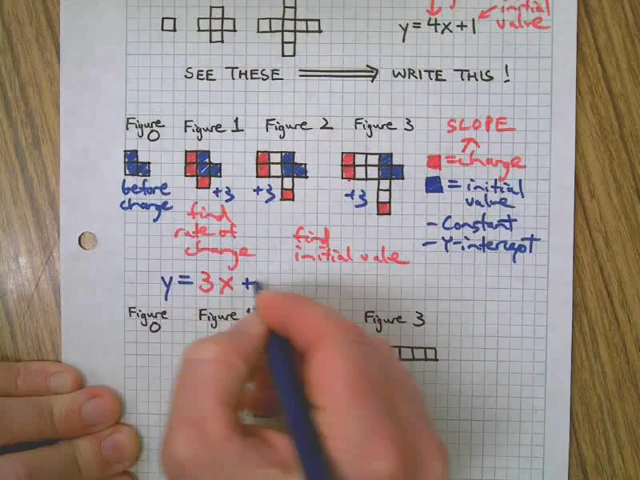 initial
y=4x+1 value
SEE THESE WRITE THIS!
Figure 0 Figure 1 Figure 2 Figure 3 SLOPE
=change
+3 +3 +3 = initial value
before change
find rate of change
find initial value
-Constant
-Y-intercept
y=3x+
Figure 0 Figure Figure 3